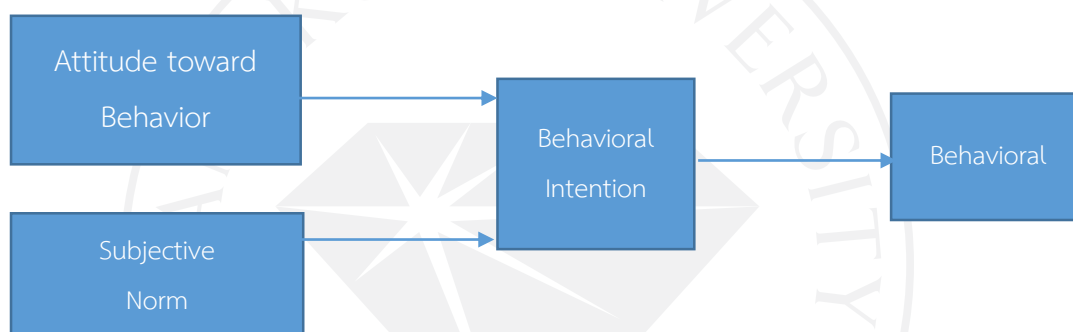 Attitude toward
Behavior
Behavioral
Intention
Behavioral
Subjective
Norm